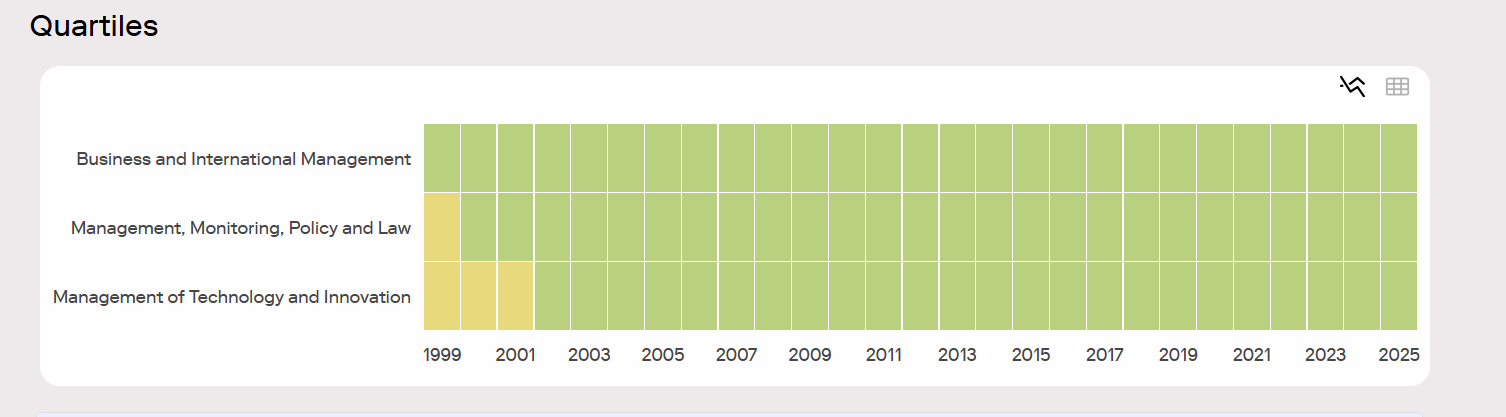 Quartiles
Business and International Management
Management, Monitoring, Policy and Law
Management of Technology and Innovation
1999 2001 2003 2005 2007 2009 2011 2013 2015 2017 2019 2021 2023 2025